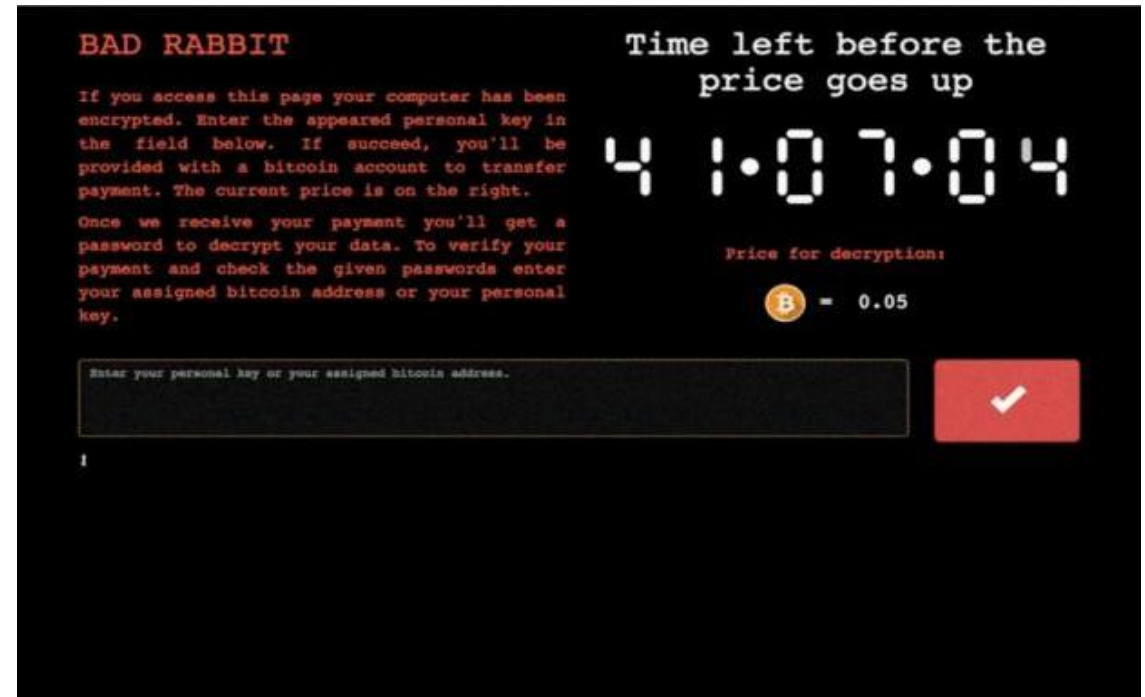 BAD RABBIT
If you access this page your computer has been
encrypted. Enter the appeared personal key in
the field below. If succeed, you'll be
provided with a bitcoin account to transfer
payment. The current price is on the right.
Once we receive your payment you'll get a
password to decrypt your data. To verify your
payment and check the given passwords enter
your assigned bitcoin address or your personal
key.
Time left before the
price goes up
41.07.04
Price for decryption:
₿ = 0.05
Enter your personal key or your assigned bitcoin address.